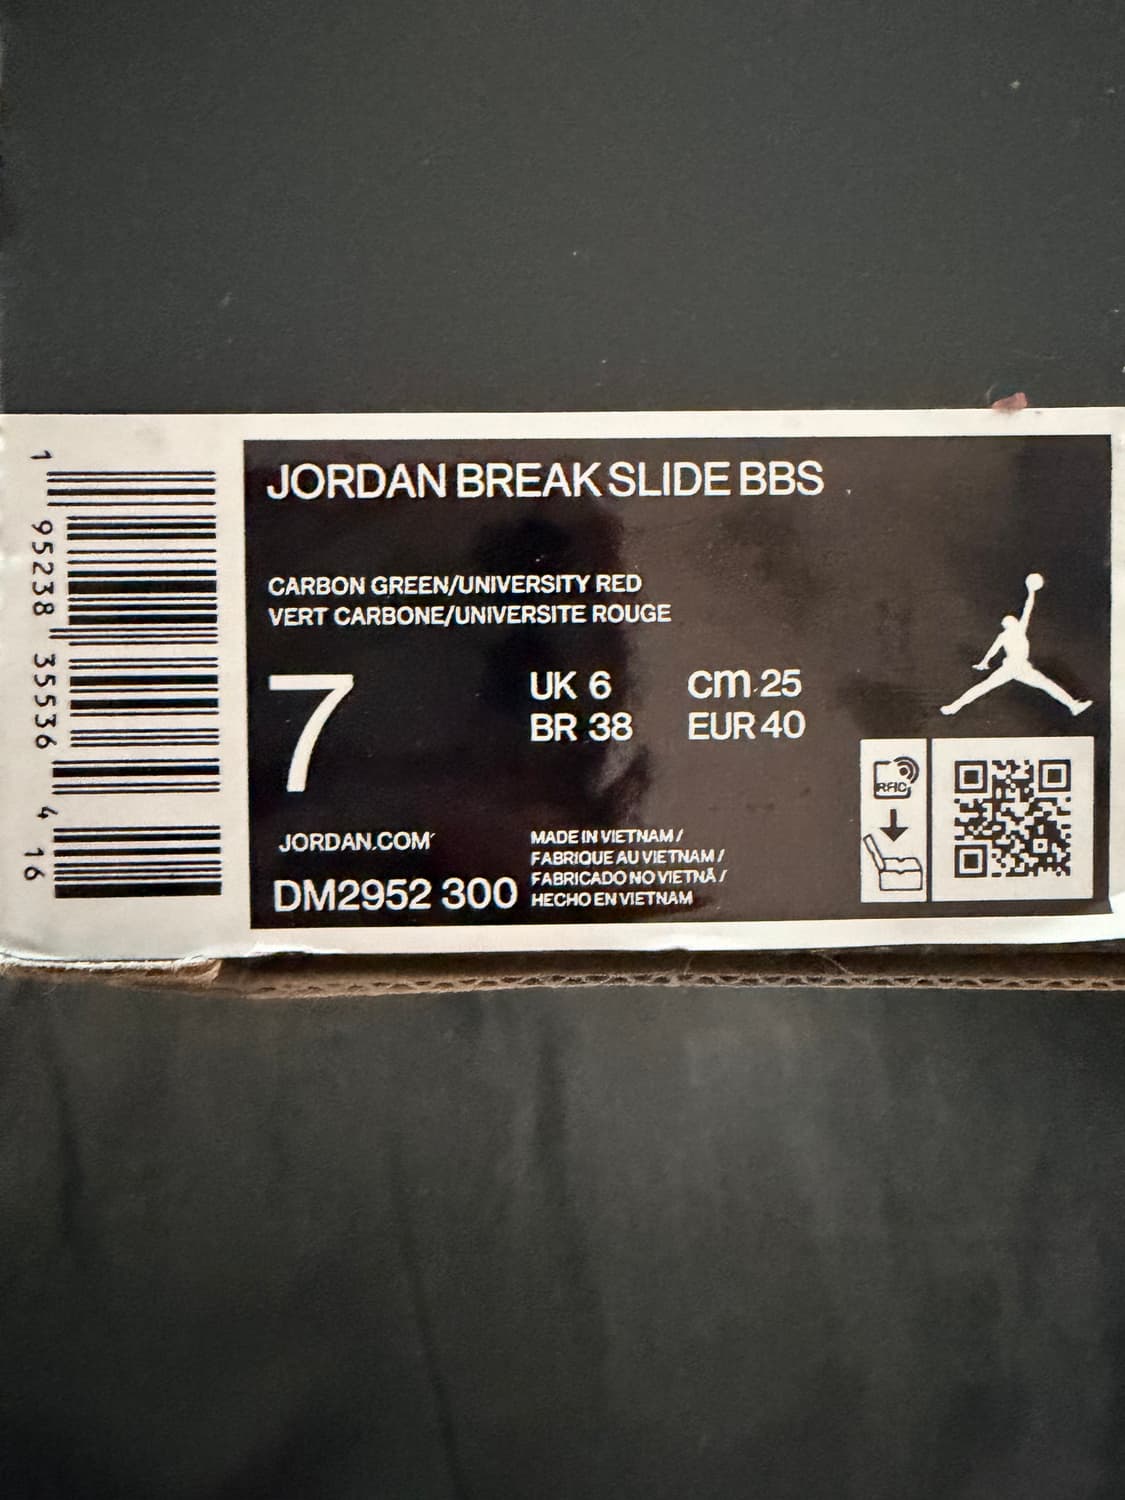 JORDAN BREAK SLIDE BBS
CARBON GREEN/UNIVERSITY RED
VERT CARBONE/UNIVERSITE ROUGE
7
UK 6
cm 25
BR 38
EUR 40
JORDAN.COM
DM2952 300
MADE IN VIETNAM /
FABRIQUE AU VIETNAM /
FABRICADO NO VIETNÃ /
HECHO EN VIETNAM
RFID
1 95238 35536 4 16